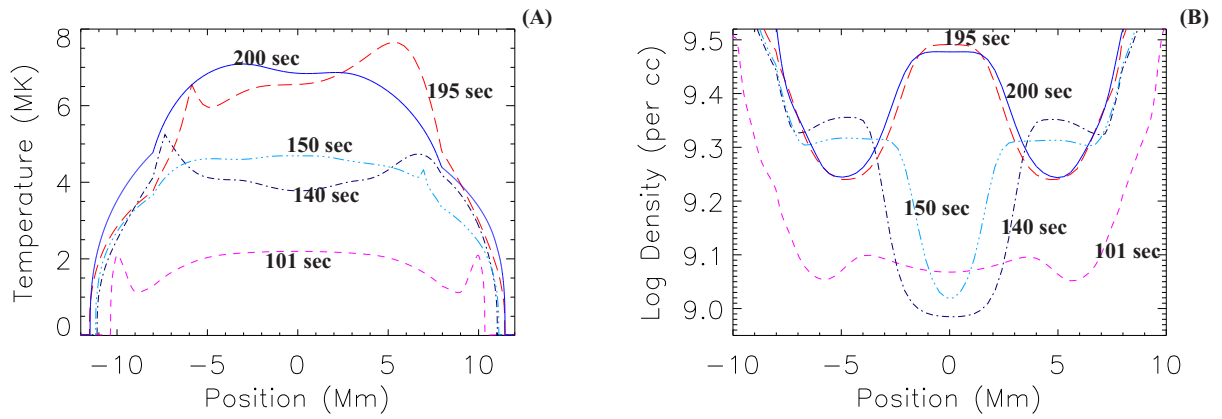 (A)
8
6
4
2
0
Temperature (MK)
200 sec
195 sec
150 sec
140 sec
101 sec
−10
−5
0
5
10
Position (Mm)
(B)
9.5
9.4
9.3
9.2
9.1
9.0
Log Density (per cc)
195 sec
200 sec
150 sec
140 sec
101 sec
−10
−5
0
5
10
Position (Mm)